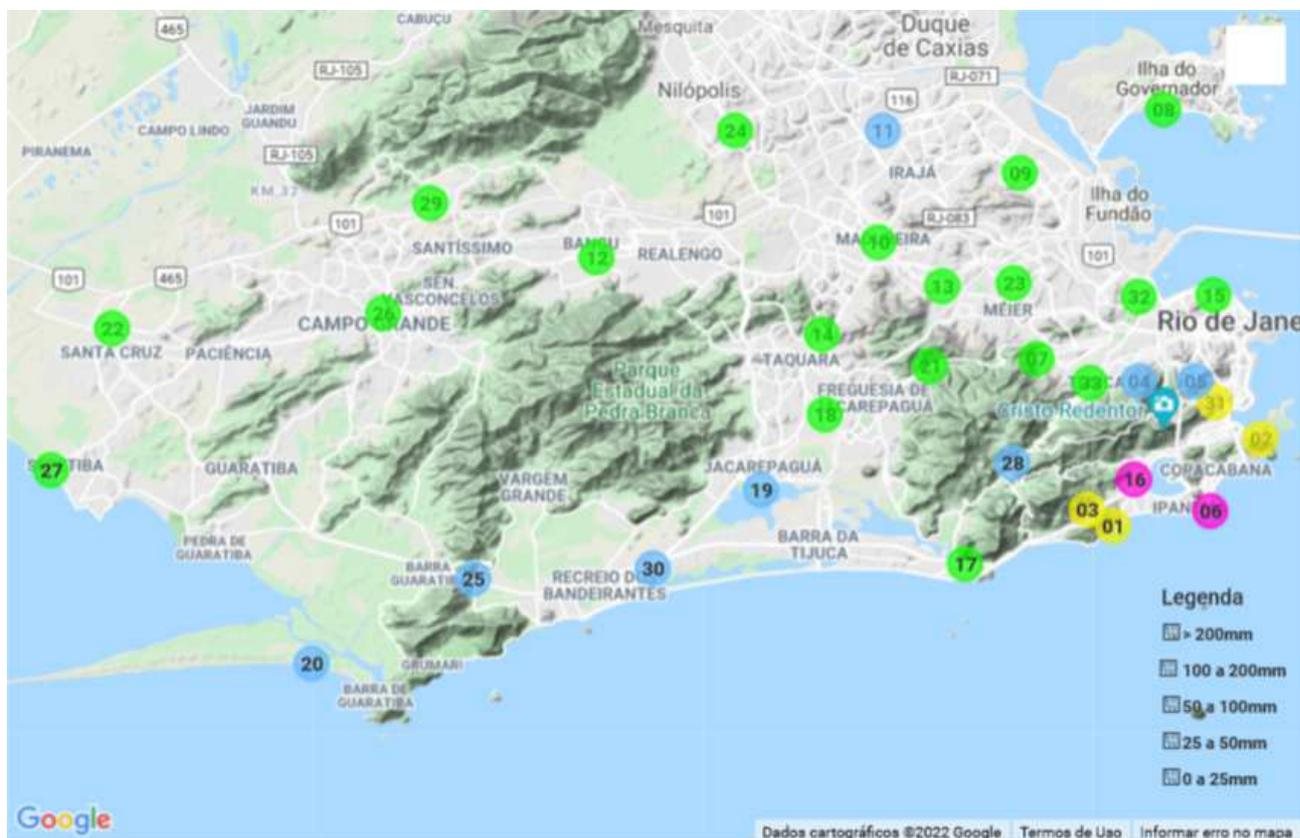 465
CABUÇU
Mesquita
Duque
de Caxias
RJ-105
RJ-071
Ilha do
Governador
Nilópolis
116
JARDIM
GUANDU
08
CAMPO LINDO
24
11
PIRANEMA
RJ-105
IRAJÁ
09
KM 32
29
Ilha do
Fundão
101
101
RJ-083
SANTÍSSIMO
BANGU
REALENGO
10
12
101
101
465
SEN.
VASCONCELOS
13
23
32
15
MÉIER
26
CAMPO GRANDE
22
Rio de Jane
14
SANTA CRUZ
PACIÊNCIA
TAQUARA
07
21
Parque
Estadual da
Pedra Branca
33
04
05
FREGUESIA DE
31
Cristo Redentor
18
02
27
GUARATIBA
JACAREPAGUÁ
28
COPACABANA
VARGEM
GRANDE
16
19
03
06
01
PEDRA DE
GUARATIBA
BARRA DA
TIJUCA
17
BARRA
25
30
RECREIO DOS
BANDEIRANTES
Legenda
> 200mm
20
GRUMARI
100 a 200mm
BARRA DE
GUARATIBA
50 a 100mm
25 a 50mm
0 a 25mm
Google
Dados cartográficos ©2022 Google
Termos de Uso
Informar erro no mapa